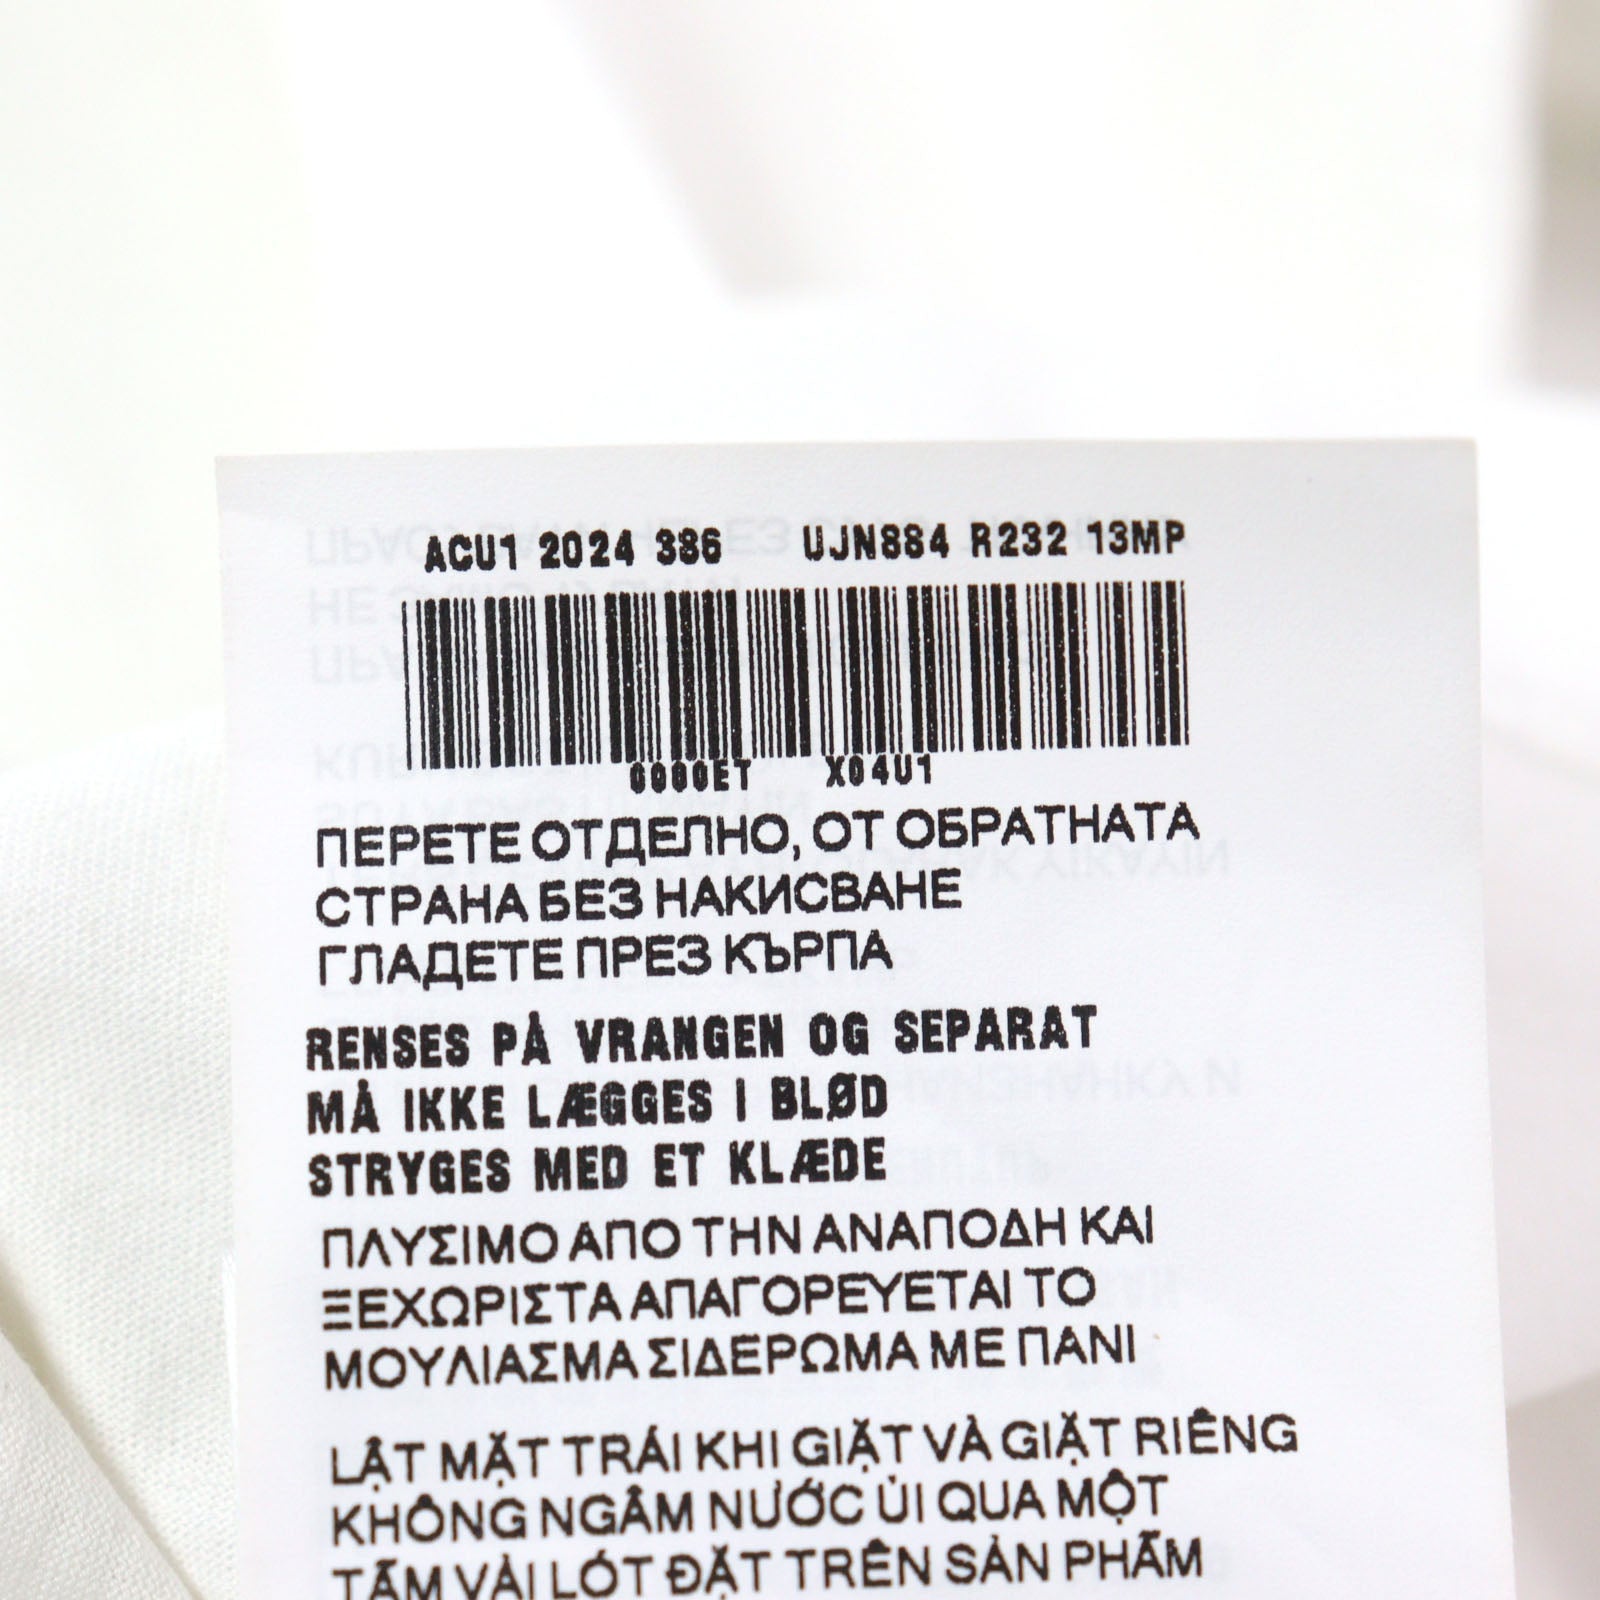 ACU1 2024 386 UJN884 R232 13MP
0000ET X04U1
ПЕРЕТЕ ОТДЕЛНО, ОТ ОБРАТНАТА
СТРАНА БЕЗ НАКИСВАНЕ
ГЛАДЕТЕ ПРЕЗ КЪРПА
RENSES PÅ VRANGEN OG SEPARAT
MÅ IKKE LÆGGES I BLØD
STRYGES MED ET KLÆDE
ΠΛΥΣΙΜΟ ΑΠΟ ΤΗΝ ΑΝΑΠΟΔΗ ΚΑΙ
ΞΕΧΩΡΙΣΤΑ ΑΠΑΓΟΡΕΥΕΤΑΙ ΤΟ
ΜΟΥΛΙΑΣΜΑ ΣΙΔΕΡΩΜΑ ΜΕ ΠΑΝΙ
LẬT MẶT TRÁI KHI GIẶT VÀ GIẶT RIÊNG
KHÔNG NGÂM NƯỚC ỦI QUA MỘT
TẤM VẢI LÓT ĐẶT TRÊN SẢN PHẨM